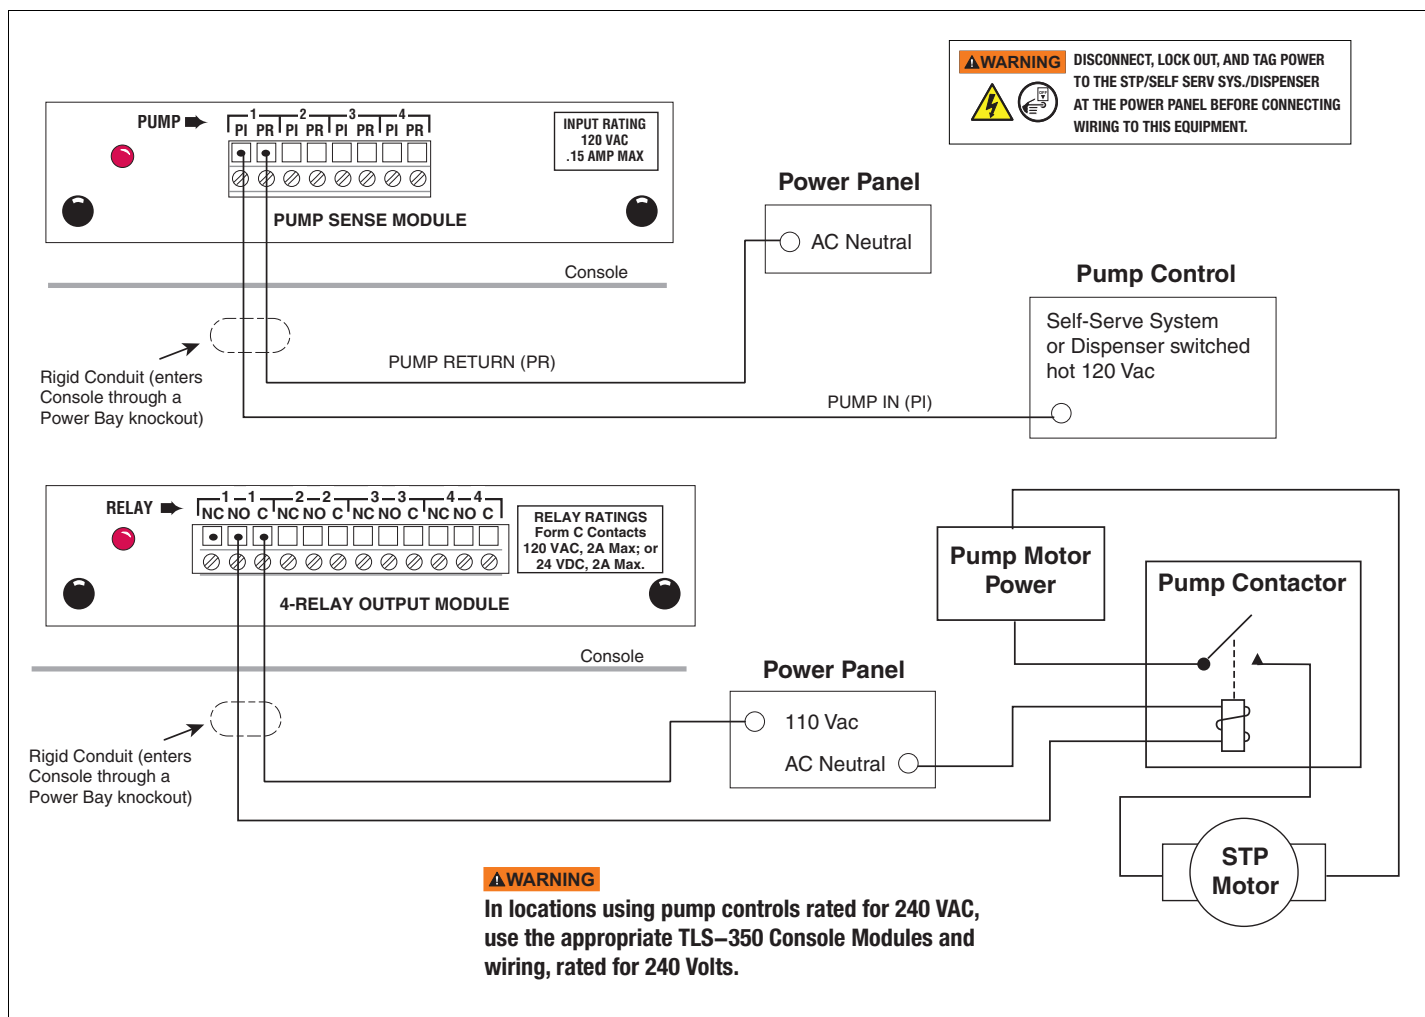 WARNING
DISCONNECT, LOCK OUT, AND TAG POWER
TO THE STP/SELF SERV SYS./DISPENSER
AT THE POWER PANEL BEFORE CONNECTING
WIRING TO THIS EQUIPMENT.
OFF
PUMP
1 2 3 4
PI PR PI PR PI PR PI PR
INPUT RATING
120 VAC
.15 AMP MAX
PUMP SENSE MODULE
Console
Power Panel
AC Neutral
Pump Control
Self-Serve System
or Dispenser switched
hot 120 Vac
Rigid Conduit (enters
Console through a
Power Bay knockout)
PUMP RETURN (PR)
PUMP IN (PI)
RELAY
1 1 2 2 3 3 4 4
NC NO C NC NO C NC NO C NC NO C
RELAY RATINGS
Form C Contacts
120 VAC, 2A Max; or
24 VDC, 2A Max.
4-RELAY OUTPUT MODULE
Console
Pump Motor
Power
Pump Contactor
Power Panel
110 Vac
AC Neutral
Rigid Conduit (enters
Console through a
Power Bay knockout)
STP
Motor
WARNING
In locations using pump controls rated for 240 VAC,
use the appropriate TLS–350 Console Modules and
wiring, rated for 240 Volts.